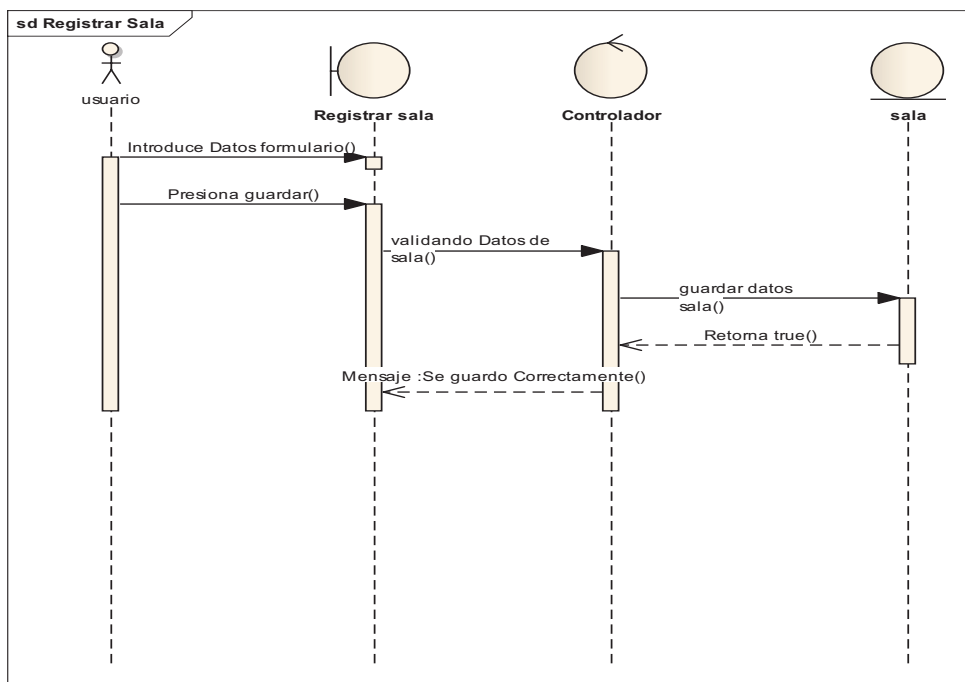 sd Registrar Sala
usuario
Registrar sala
Controlador
sala
Introduce Datos formulario()
Presiona guardar()
validando Datos de
sala()
guardar datos
sala()
Retorna true()
Mensaje :Se guardo Correctamente()